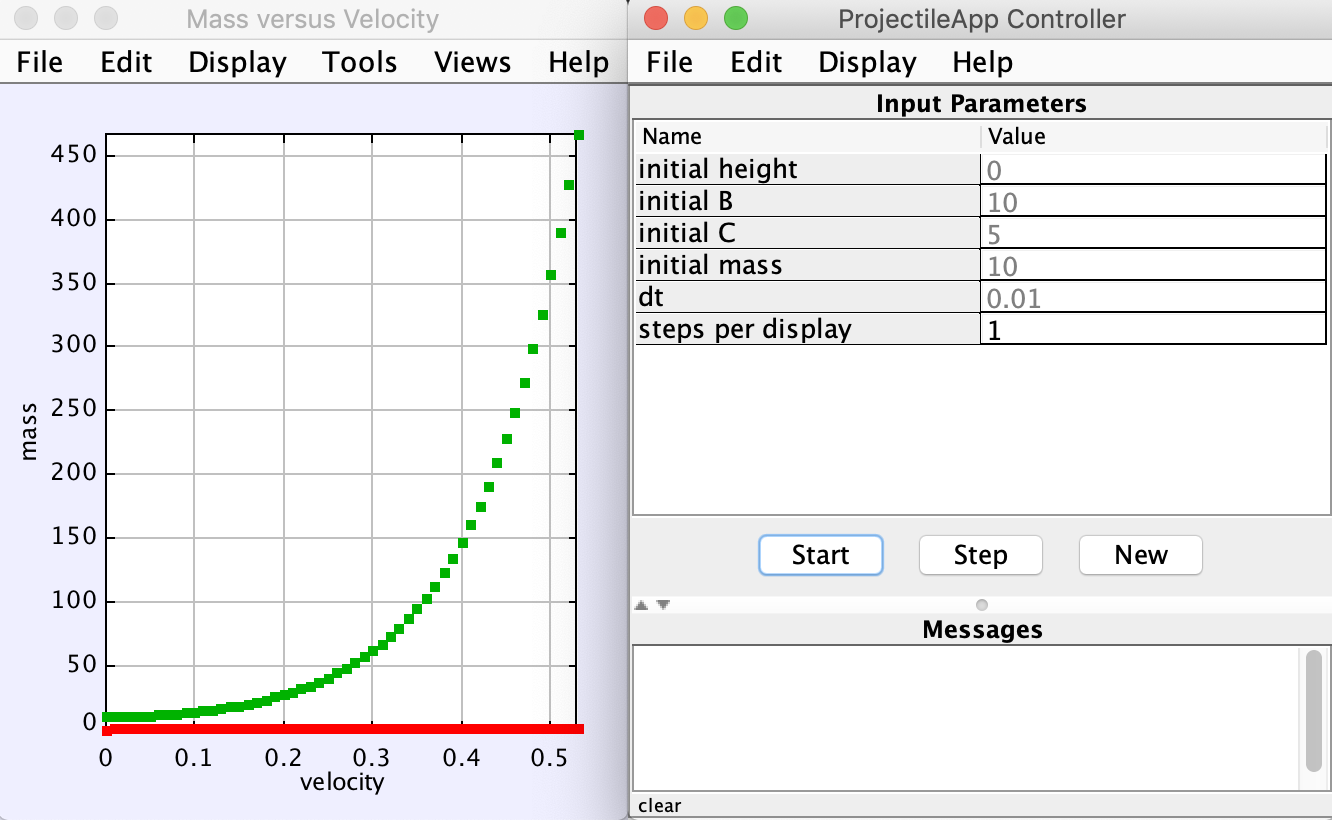 Mass versus Velocity
File Edit Display Tools Views Help
450
400
350
300
250
200
150
100
50
0
mass
0 0.1 0.2 0.3 0.4 0.5
velocity
ProjectileApp Controller
File Edit Display Help
Input Parameters
Name Value
initial height 0
initial B 10
initial C 5
initial mass 10
dt 0.01
steps per display 1
Start Step New
Messages
clear